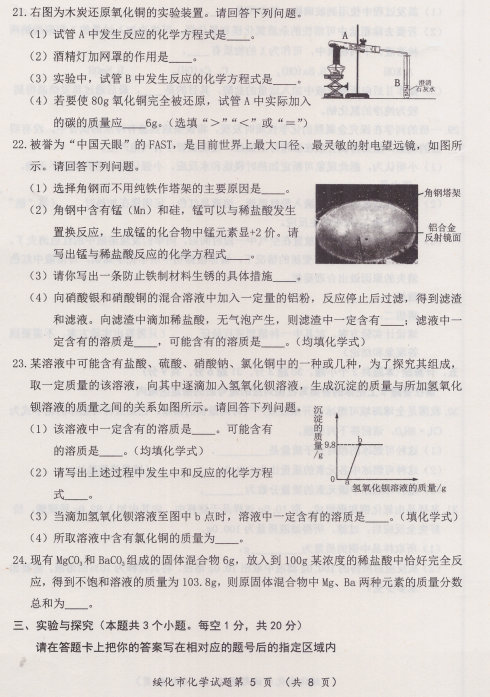 21.右图为木炭还原氧化铜的实验装置。请回答下列问题。
(1)试管 A 中发生反应的化学方程式是____。
(2)酒精灯加网罩的作用是____。
(3)实验中，试管 B 中发生反应的化学方程式是____。
(4)若要使 80g 氧化铜完全被还原，试管 A 中实际加入
的碳的质量应____6g。(选填“>”“<”或“=”)
A
B
澄清
石灰水
22.被誉为“中国天眼”的 FAST，是目前世界上最大口径、最灵敏的射电望远镜，如图所
示。请回答下列问题。
(1)选择角钢而不用纯铁作塔架的主要原因是____。
(2)角钢中含有锰（Mn）和硅，锰可以与稀盐酸发生
置换反应，生成锰的化合物中锰元素显+2 价。请
写出锰与稀盐酸反应的化学方程式____。
(3)请你写出一条防止铁制材料生锈的具体措施____。
角钢塔架
铝合金
反射镜面
(4)向硝酸银和硝酸铜的混合溶液中加入一定量的铝粉，反应停止后过滤，得到滤渣
和滤液。向滤渣中滴加稀盐酸，无气泡产生，则滤渣中一定含有____；滤液中一
定含有的溶质是____，可能含有的溶质是____。(均填化学式)
23.某溶液中可能含有盐酸、硫酸、硝酸钠、氯化铜中的一种或几种，为了探究其组成，
取一定质量的该溶液，向其中逐滴加入氢氧化钡溶液，生成沉淀的质量与所加氢氧化
钡溶液的质量之间的关系如图所示。请回答下列问题。
(1)该溶液中一定含有的溶质是____。可能含有
的溶质是____。(均填化学式)
(2)请写出上述过程中发生中和反应的化学方程
式____。
沉淀的质量/g
9.8
b
0
a
氢氧化钡溶液的质量/g
(3)当滴加氢氧化钡溶液至图中 b 点时，溶液中一定含有的溶质是____。(填化学式)
(4)所取溶液中含有氯化铜的质量为____。
24.现有 MgCO₃和 BaCO₃组成的固体混合物 6g，放入到 100g 某浓度的稀盐酸中恰好完全反
应，得到不饱和溶液的质量为 103.8g，则原固体混合物中 Mg、Ba 两种元素的质量分数
总和为____。
三、实验与探究（本题共 3 个小题。每空 1 分，共 20 分）
请在答题卡上把你的答案写在相对应的题号后的指定区域内
绥化市化学试题第 5 页 （共 8 页）